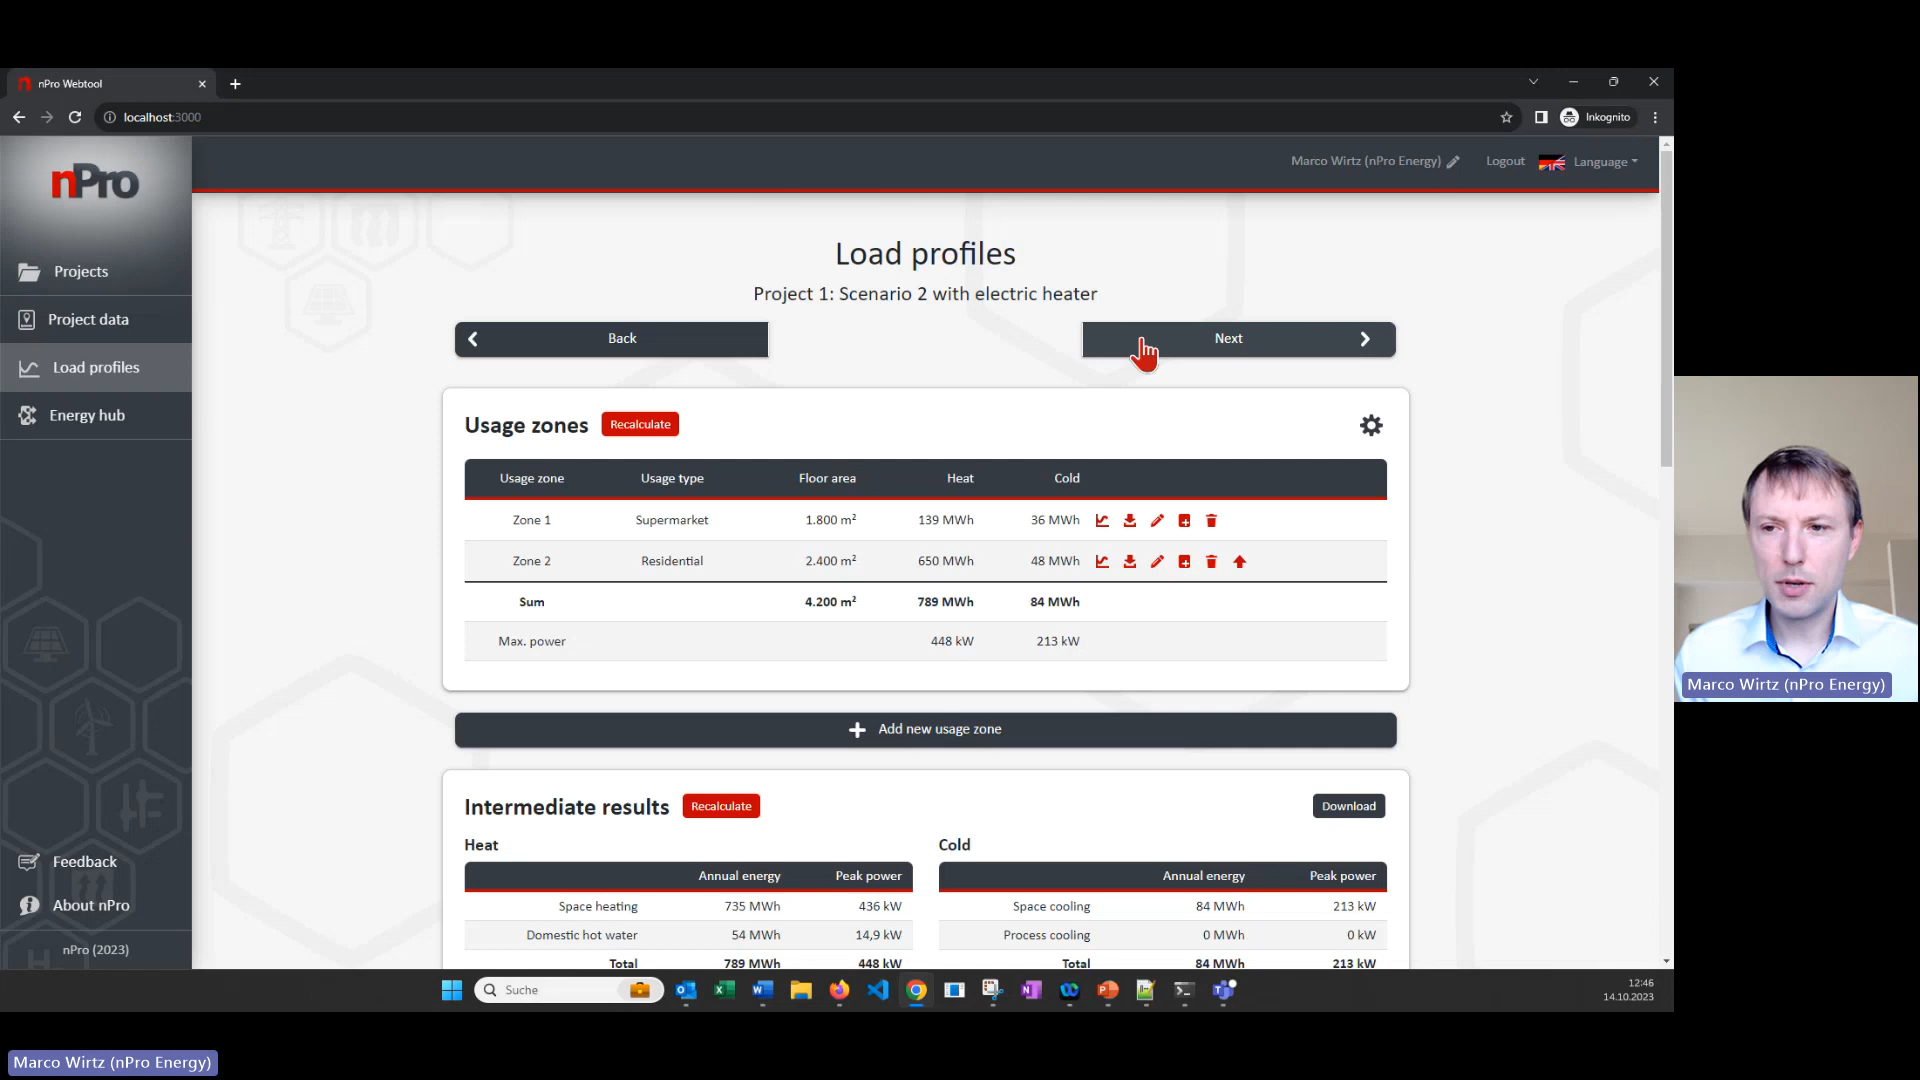 nPro Webtool
localhost:3000
Inkognito
nPro
Marco Wirtz (nPro Energy)
Logout
Language
Projects
Project data
Load profiles
Energy hub
Feedback
About nPro
nPro (2023)
Load profiles
Project 1: Scenario 2 with electric heater
Back
Next
Usage zones
Recalculate
Usage zone Usage type Floor area Heat Cold
Zone 1 Supermarket 1.800 m² 139 MWh 36 MWh
Zone 2 Residential 2.400 m² 650 MWh 48 MWh
Sum 4.200 m² 789 MWh 84 MWh
Max. power 448 kW 213 kW
Add new usage zone
Intermediate results
Recalculate
Download
Heat
Annual energy Peak power
Space heating 735 MWh 436 kW
Domestic hot water 54 MWh 14,9 kW
Total 789 MWh 448 kW
Cold
Annual energy Peak power
Space cooling 84 MWh 213 kW
Process cooling 0 MWh 0 kW
Total 84 MWh 213 kW
Suche
12:46
14.10.2023
Marco Wirtz (nPro Energy)
Marco Wirtz (nPro Energy)